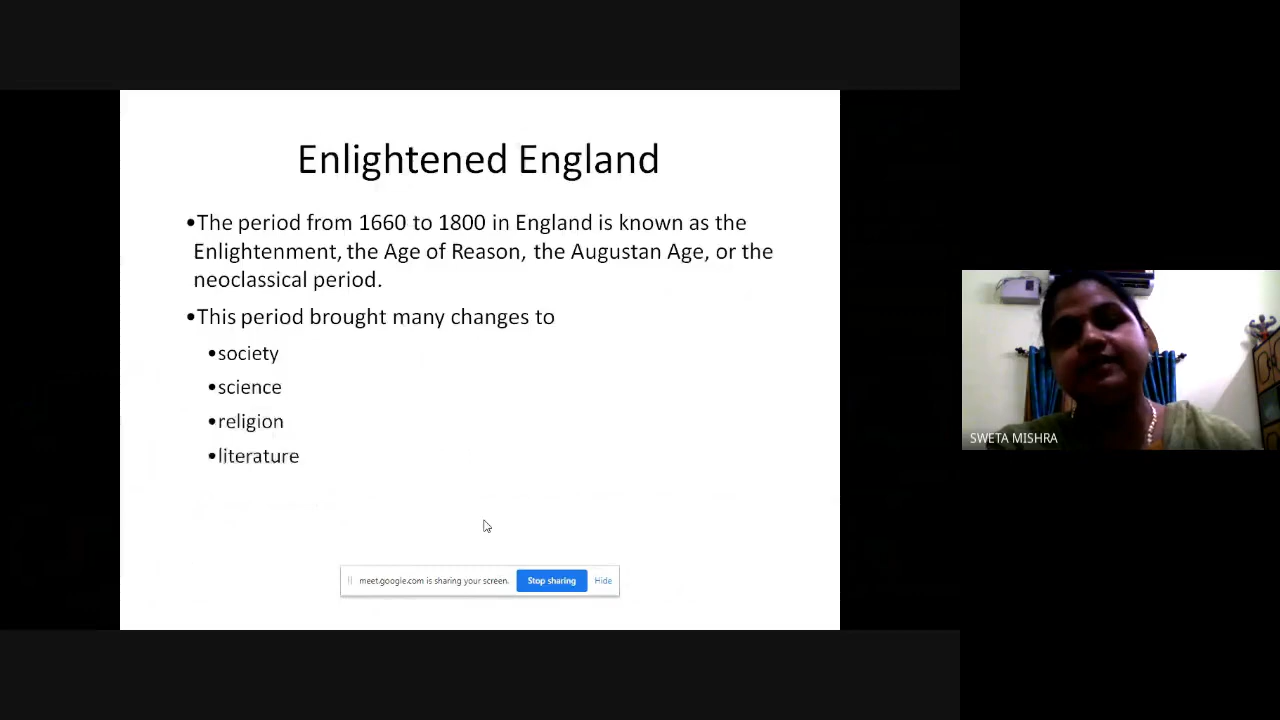 Enlightened England
•The period from 1660 to 1800 in England is known as the
Enlightenment, the Age of Reason, the Augustan Age, or the
neoclassical period.
•This period brought many changes to
•society
•science
•religion
•literature
meet.google.com is sharing your screen. Stop sharing Hide
SWETA MISHRA